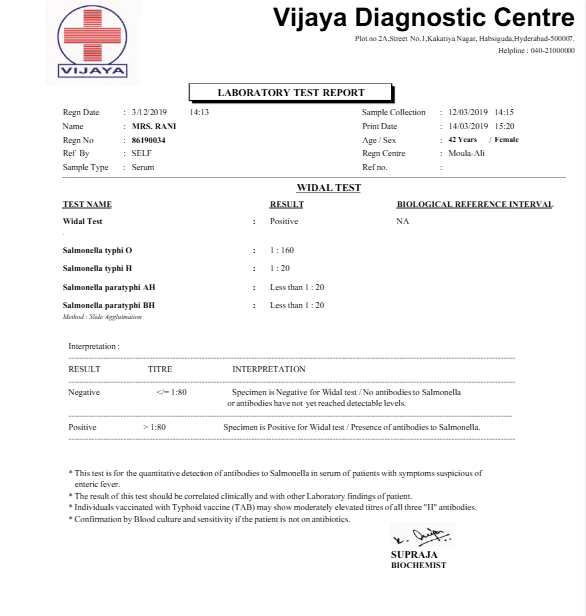 VIJAYA
Vijaya Diagnostic Centre
Plot no 2A,Street No.1,Kakatiya Nagar, Habsiguda,Hyderabad-500007.
Helpline : 040-21000000
LABORATORY TEST REPORT
Regn Date : 3/12/2019 14:13 Sample Collection : 12/03/2019 14:15
Name : MRS. RANI Print Date : 14/03/2019 15:20
Regn No : 86190034 Age / Sex : 42 Years / Female
Ref By : SELF Regn Centre : Moula-Ali
Sample Type : Serum Ref no. :
WIDAL TEST
TEST NAME RESULT BIOLOGICAL REFERENCE INTERVAL
Widal Test : Positive NA
.
Salmonella typhi O : 1 : 160
Salmonella typhi H : 1 : 20
Salmonella paratyphi AH : Less than 1 : 20
Salmonella paratyphi BH : Less than 1 : 20
Method : Slide Agglutination
Interpretation :
RESULT TITRE INTERPRETATION
Negative </= 1:80 Specimen is Negative for Widal test / No antibodies to Salmonella
or antibodies have not yet reached detectable levels.
Positive > 1:80 Specimen is Positive for Widal test / Presence of antibodies to Salmonella.
* This test is for the quantitative detection of antibodies to Salmonella in serum of patients with symptoms suspicious of
enteric fever.
* The result of this test should be correlated clinically and with other Laboratory findings of patient.
* Individuals vaccinated with Typhoid vaccine (TAB) may show moderately elevated titres of all three "H" antibodies.
* Confirmation by Blood culture and sensitivity if the patient is not on antibiotics.
SUPRAJA
BIOCHEMIST